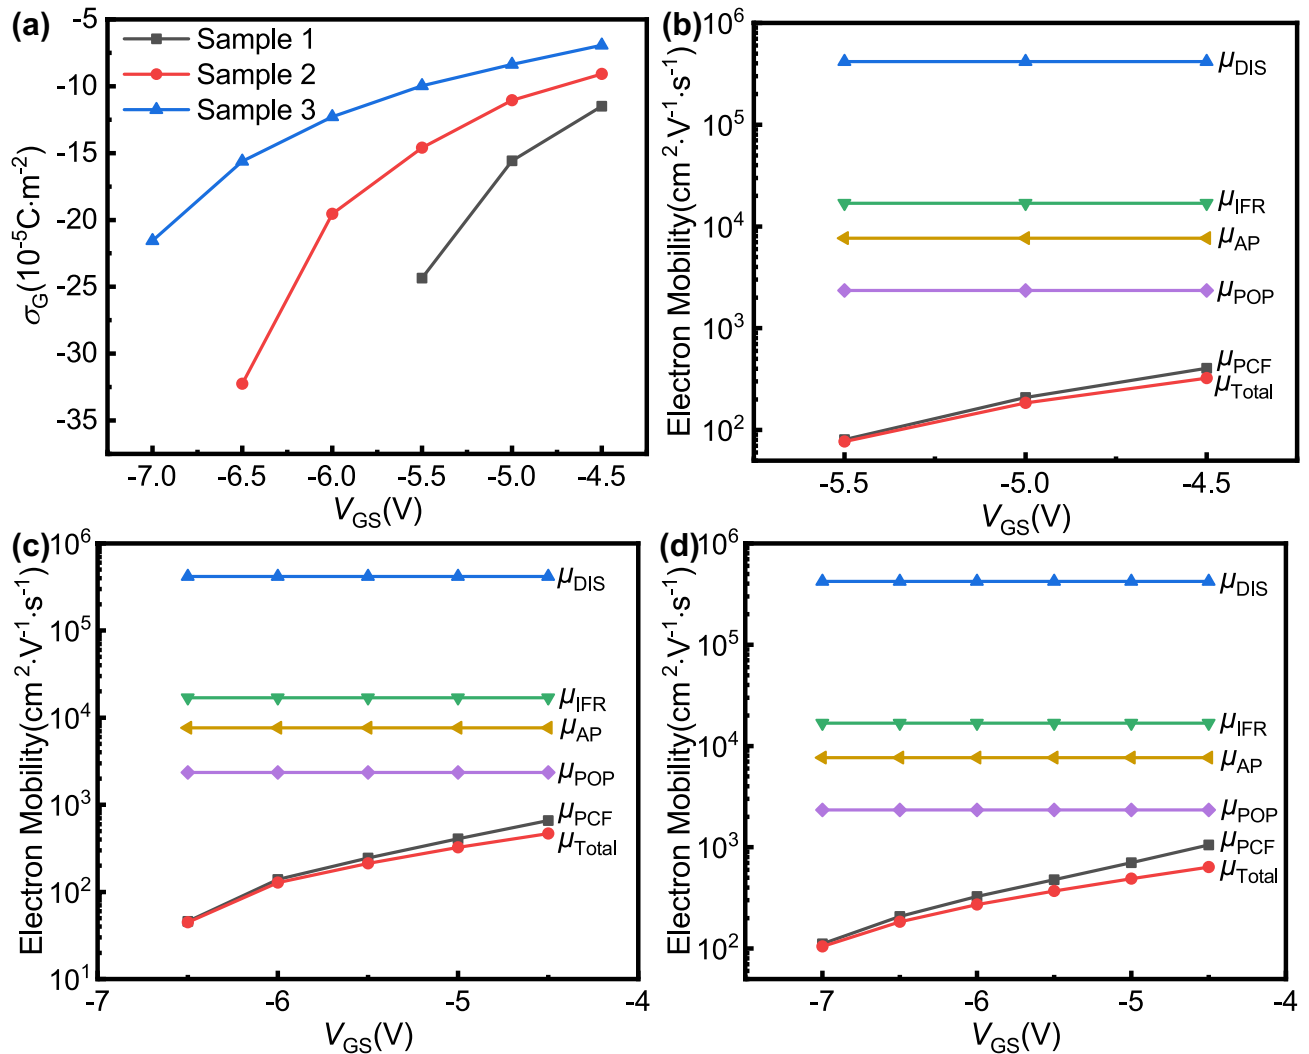 (a)
Sample 1
Sample 2
Sample 3
-5
-10
-15
-20
-25
-30
-35
σG(10⁻⁵C·m⁻²)
-7.0 -6.5 -6.0 -5.5 -5.0 -4.5
VGS(V)
(b)
10⁶
10⁵
10⁴
10³
10²
Electron Mobility(cm²·V⁻¹·s⁻¹)
μDIS
μIFR
μAP
μPOP
μPCF
μTotal
-5.5 -5.0 -4.5
VGS(V)
(c)
10⁶
10⁵
10⁴
10³
10²
10¹
Electron Mobility(cm²·V⁻¹·s⁻¹)
μDIS
μIFR
μAP
μPOP
μPCF
μTotal
-7 -6 -5 -4
VGS(V)
(d)
10⁶
10⁵
10⁴
10³
10²
Electron Mobility(cm²·V⁻¹·s⁻¹)
μDIS
μIFR
μAP
μPOP
μPCF
μTotal
-7 -6 -5 -4
VGS(V)